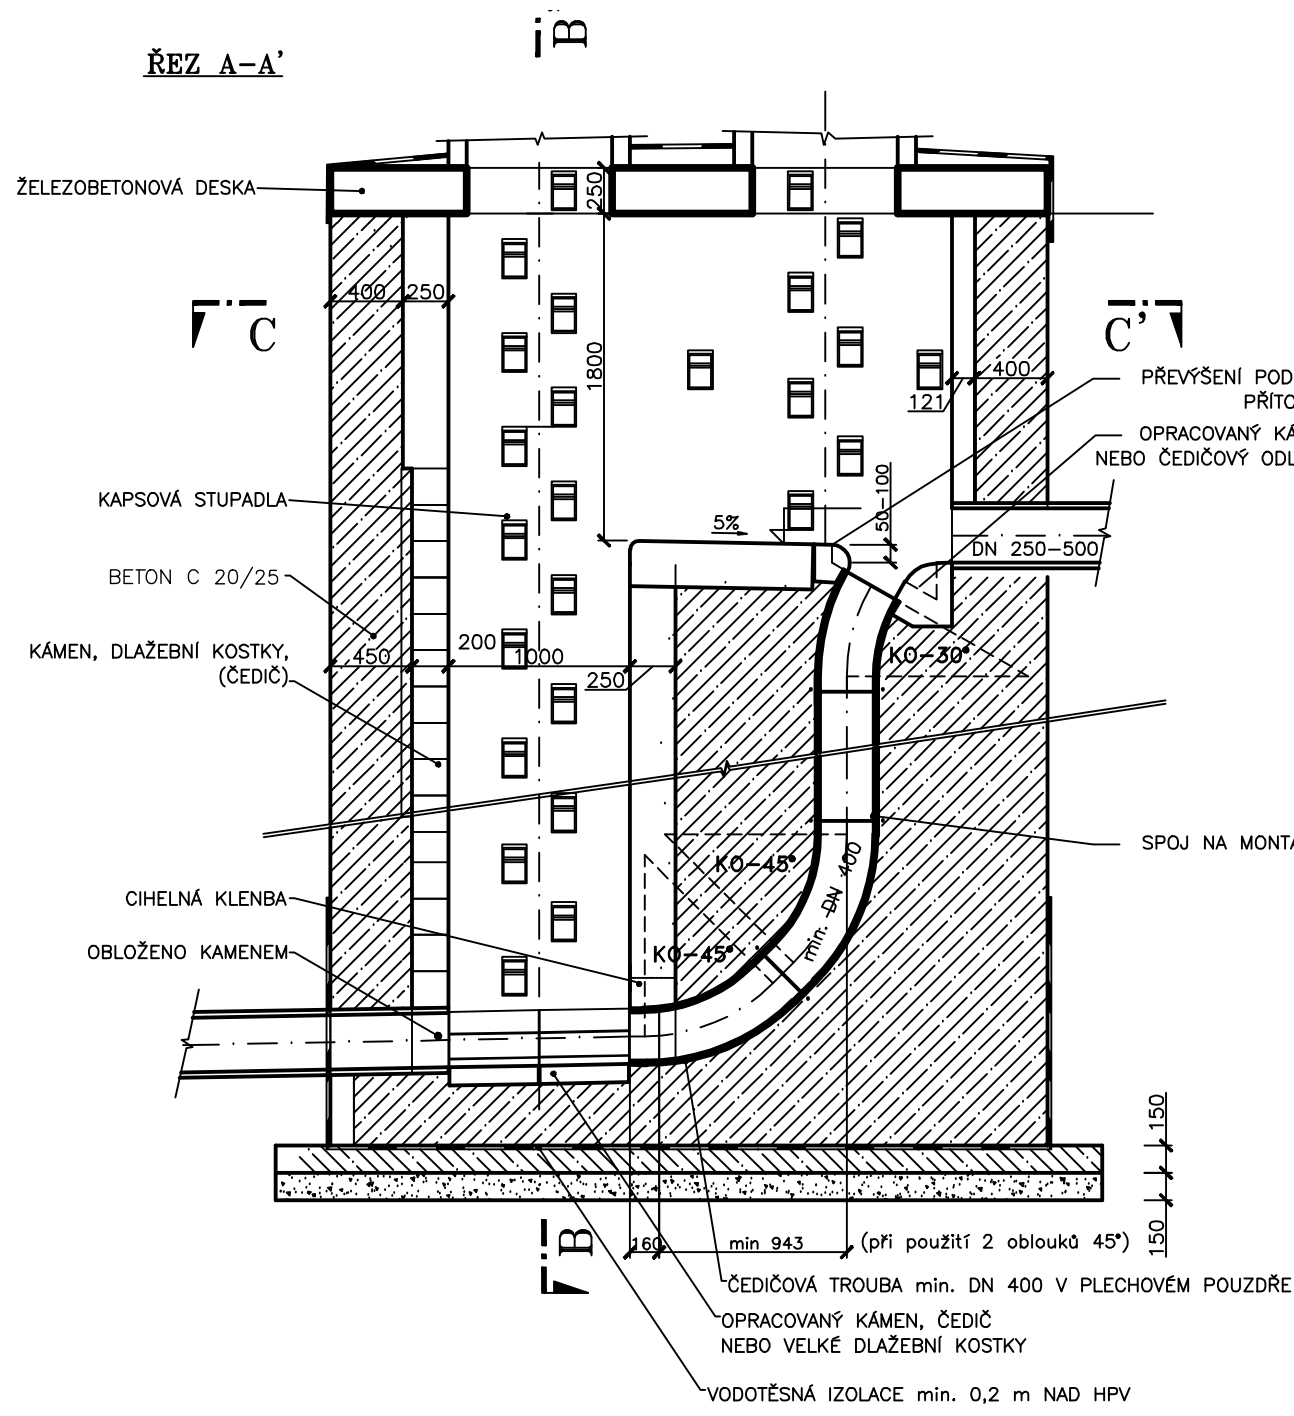 B
ŘEZ A-A'
ŽELEZOBETONOVÁ DESKA
250
400
250
C
C'
1800
121
400
PŘEVÝŠENÍ POD
PŘÍTO
OPRACOVANÝ KÁ
NEBO ČEDIČOVÝ ODL
50-100
KAPSOVÁ STUPADLA
5%
DN 250-500
BETON C 20/25
KÁMEN, DLAŽEBNÍ KOSTKY,
(ČEDIČ)
450
200
1000
250
KO-30°
SPOJ NA MONTÁ
KO-45°
min. DN 400
CIHELNÁ KLENBA
KO-45°
OBLOŽENO KAMENEM
150
150
B
160
min 943
(při použití 2 oblouků 45°)
ČEDIČOVÁ TROUBA min. DN 400 V PLECHOVÉM POUZDŘE
OPRACOVANÝ KÁMEN, ČEDIČ
NEBO VELKÉ DLAŽEBNÍ KOSTKY
VODOTĚSNÁ IZOLACE min. 0,2 m NAD HPV